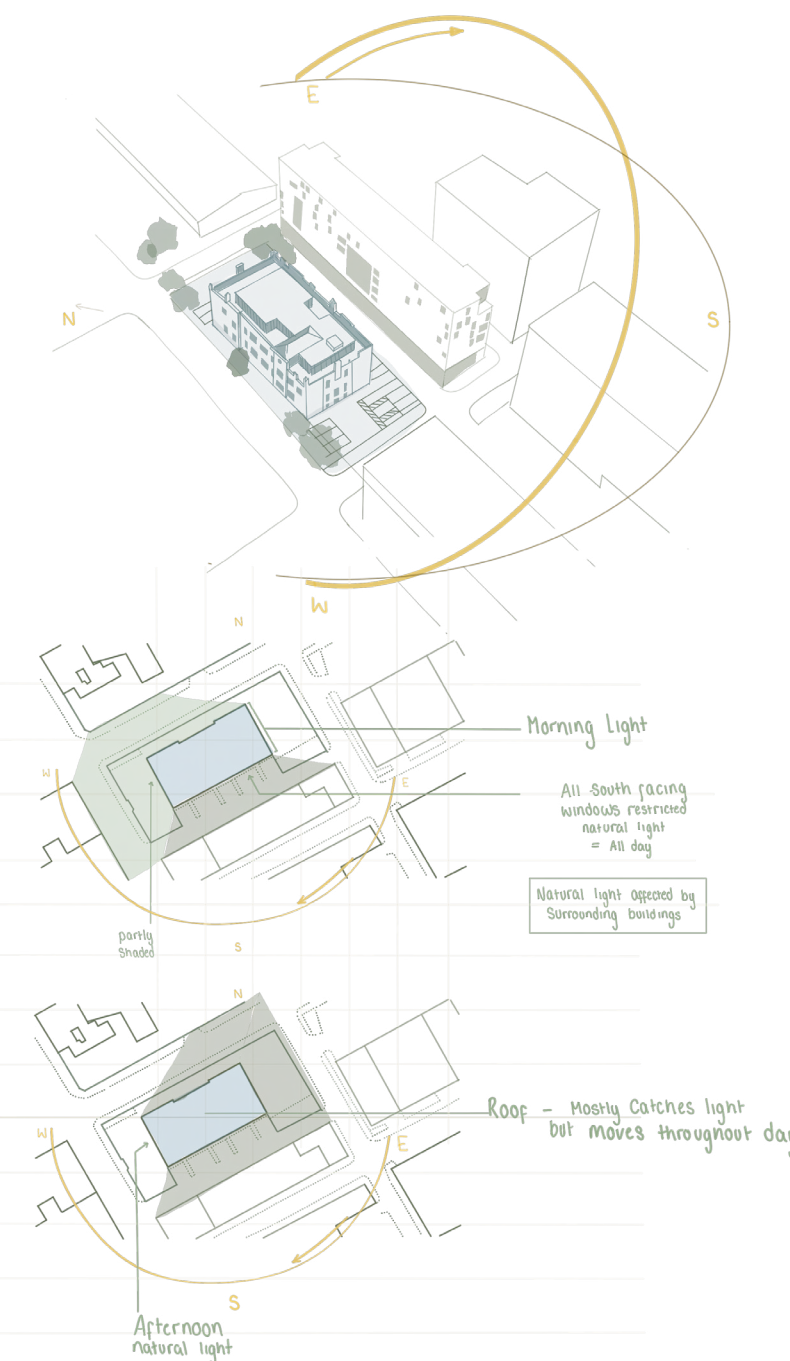 E
N
S
W
N
Morning Light
W
E
All South facing
windows restricted
natural light
= All day
Natural light affected by
Surrounding buildings
partly
Shaded
S
N
Roof - Mostly Catches light
but moves throughout day
W
E
S
Afternoon
natural light